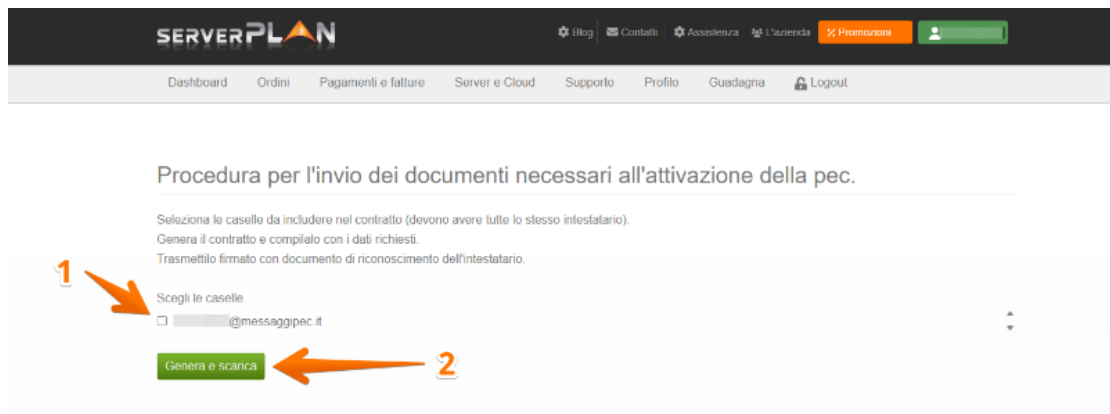 SERVERPLAN
Blog Contatti Assistenza L'azienda Promozioni
Dashboard Ordini Pagamenti e fatture Server e Cloud Supporto Profilo Guadagna Logout
Procedura per l'invio dei documenti necessari all'attivazione della pec.
Seleziona le caselle da includere nel contratto (devono avere tutte lo stesso intestatario).
Genera il contratto e compilalo con i dati richiesti.
Trasmettilo firmato con documento di riconoscimento dell'intestatario.
1
Scegli le caselle
@messaggipec.it
Genera e scarica
2